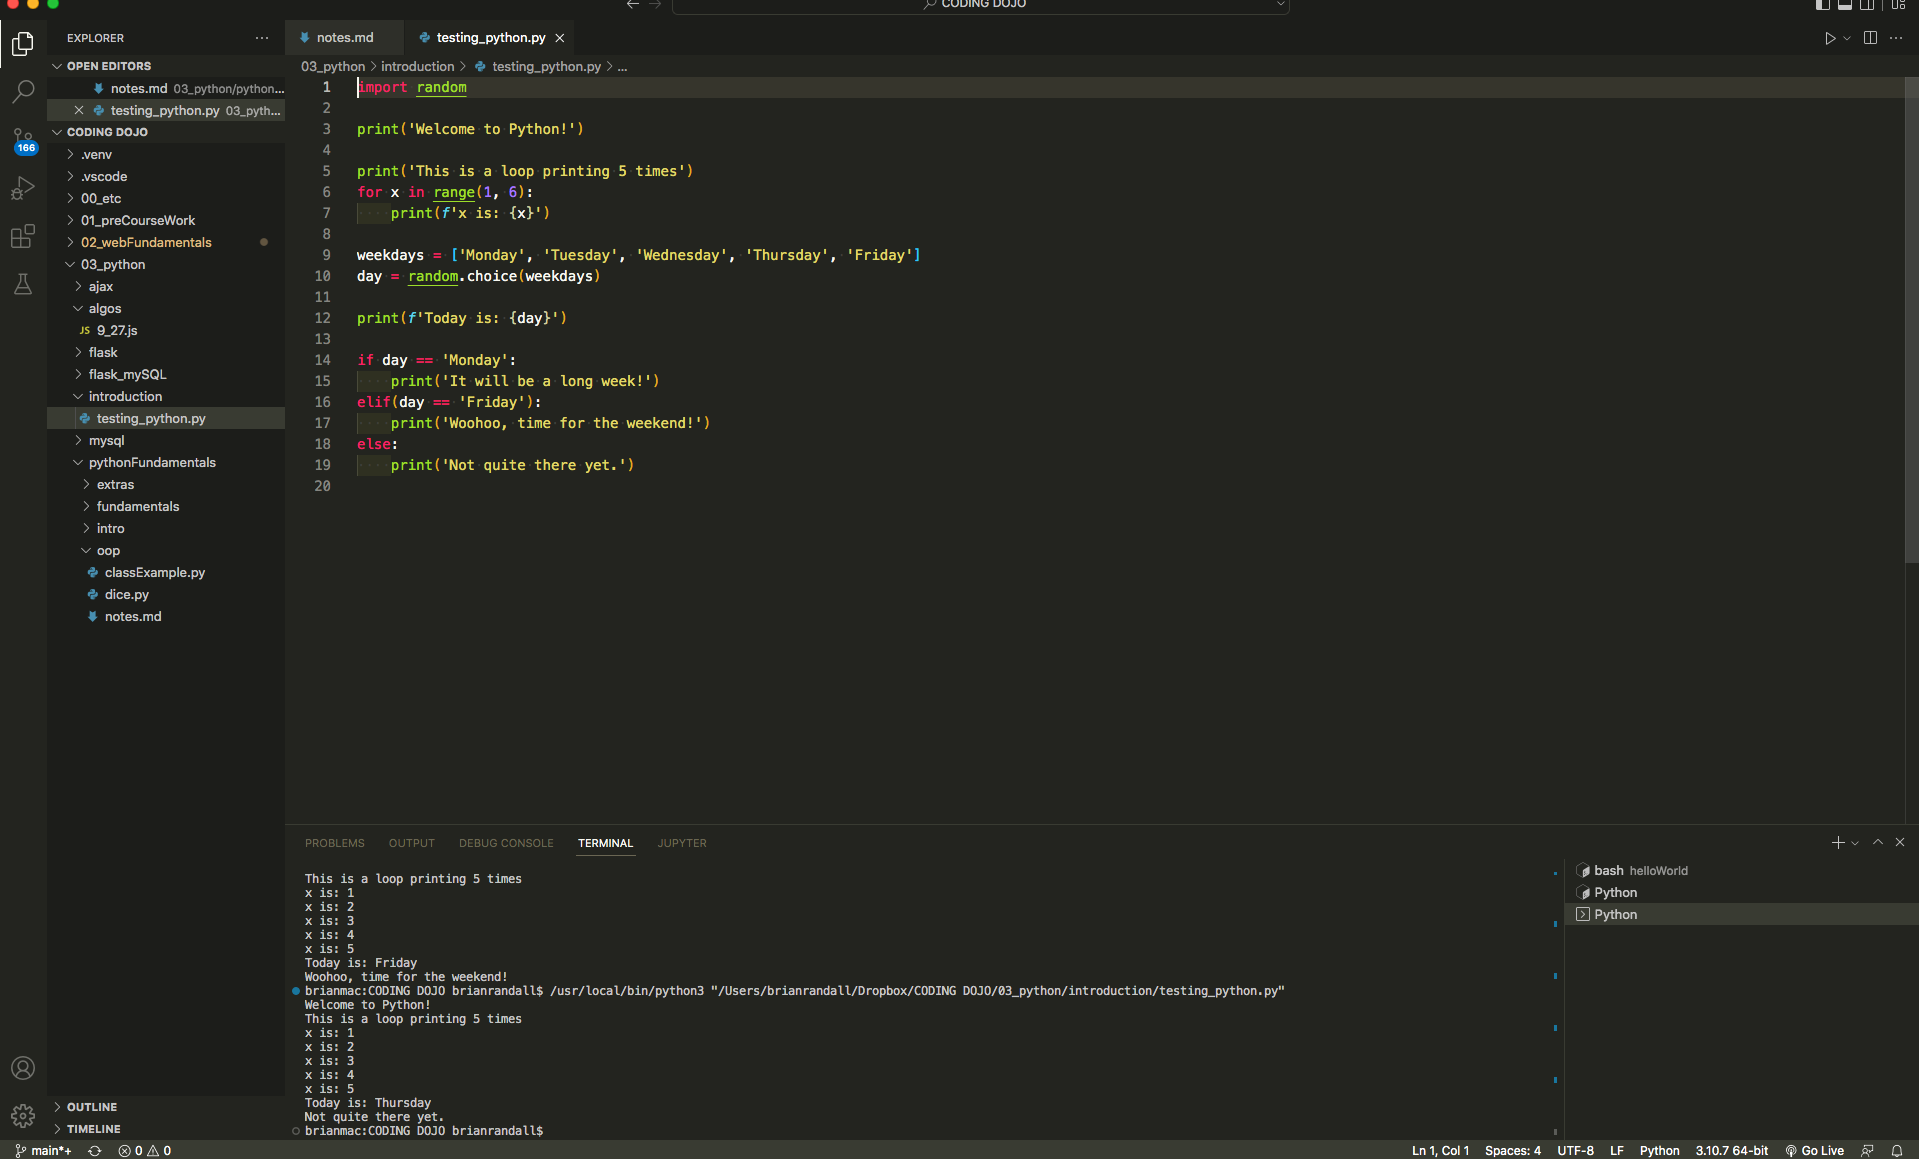 CODING DOJO
EXPLORER
OPEN EDITORS
notes.md 03_python/python...
testing_python.py 03_pyth...
CODING DOJO
.venv
.vscode
00_etc
01_preCourseWork
02_webFundamentals
03_python
ajax
algos
JS 9_27.js
flask
flask_mySQL
introduction
testing_python.py
mysql
pythonFundamentals
extras
fundamentals
intro
oop
classExample.py
dice.py
notes.md
OUTLINE
TIMELINE
166
notes.md testing_python.py
03_python > introduction > testing_python.py > ...
1 import random
2
3 print('Welcome to Python!')
4
5 print('This is a loop printing 5 times')
6 for x in range(1, 6):
7     print(f'x is: {x}')
8
9 weekdays = ['Monday', 'Tuesday', 'Wednesday', 'Thursday', 'Friday']
10 day = random.choice(weekdays)
11
12 print(f'Today is: {day}')
13
14 if day == 'Monday':
15     print('It will be a long week!')
16 elif(day == 'Friday'):
17     print('Woohoo, time for the weekend!')
18 else:
19     print('Not quite there yet.')
20
PROBLEMS OUTPUT DEBUG CONSOLE TERMINAL JUPYTER
This is a loop printing 5 times
x is: 1
x is: 2
x is: 3
x is: 4
x is: 5
Today is: Friday
Woohoo, time for the weekend!
brianmac:CODING DOJO brianrandall$ /usr/local/bin/python3 "/Users/brianrandall/Dropbox/CODING DOJO/03_python/introduction/testing_python.py"
Welcome to Python!
This is a loop printing 5 times
x is: 1
x is: 2
x is: 3
x is: 4
x is: 5
Today is: Thursday
Not quite there yet.
brianmac:CODING DOJO brianrandall$
bash helloWorld
Python
Python
main*+ 0 0 Ln 1, Col 1 Spaces: 4 UTF-8 LF Python 3.10.7 64-bit Go Live